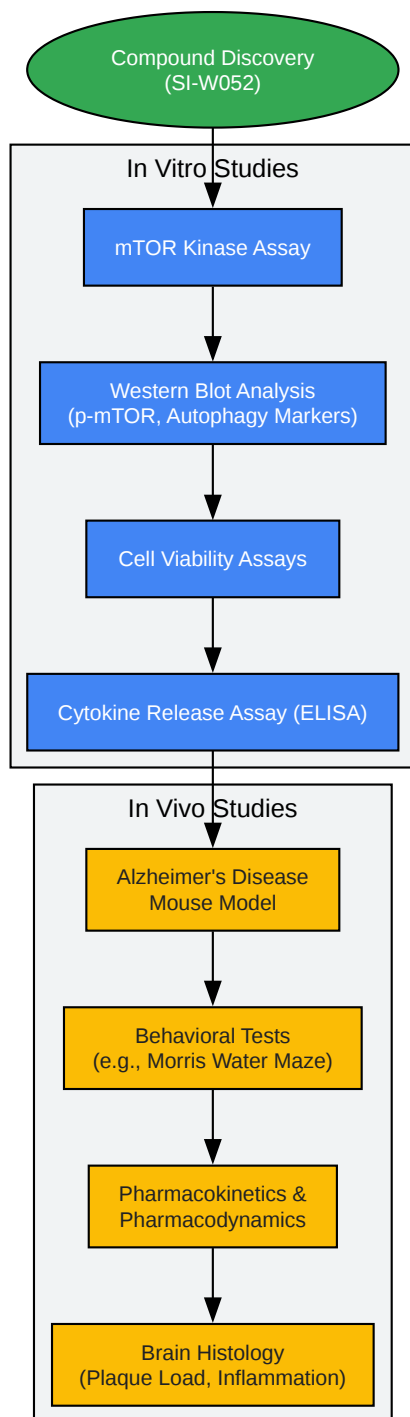 Compound Discovery
(SI-W052)
In Vitro Studies
mTOR Kinase Assay
Western Blot Analysis
(p-mTOR, Autophagy Markers)
Cell Viability Assays
Cytokine Release Assay (ELISA)
In Vivo Studies
Alzheimer's Disease
Mouse Model
Behavioral Tests
(e.g., Morris Water Maze)
Pharmacokinetics &
Pharmacodynamics
Brain Histology
(Plaque Load, Inflammation)